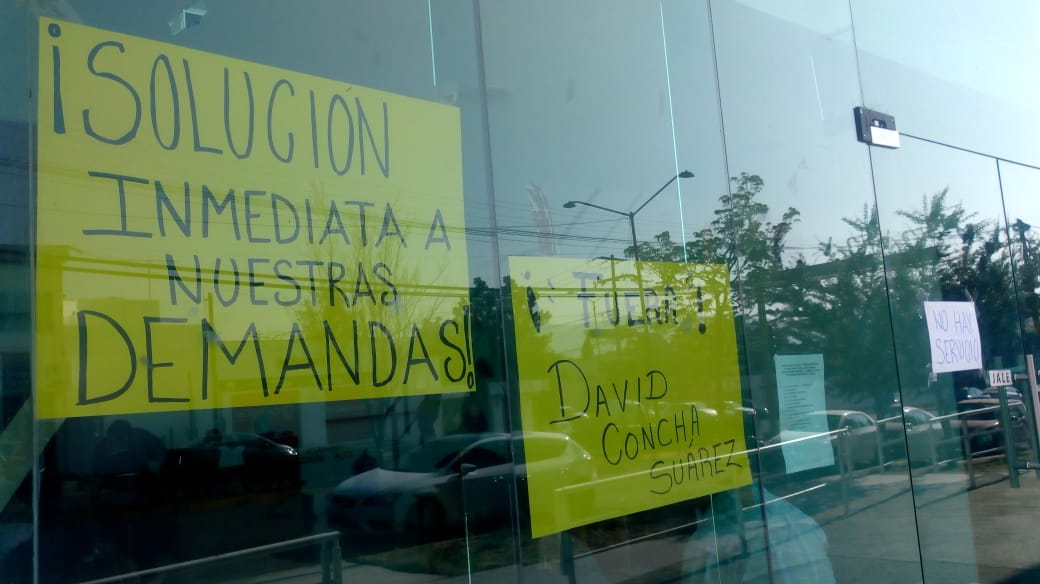 ¡SOLUCIÓN
INMEDIATA A
NUESTRAS
DEMANDAS!
¡FUERA!
DAVID
CONCHA
SUÁREZ
NO HAY
SERVICIO
JALE